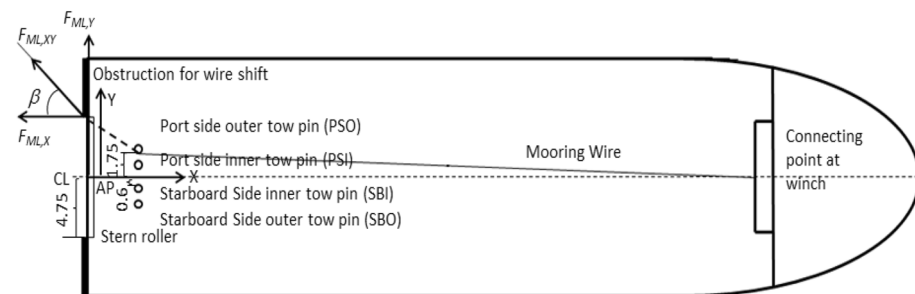 F_ML,Y
F_ML,XY
Obstruction for wire shift
β
Y
F_ML,X
Port side outer tow pin (PSO)
1.75
Port side inner tow pin (PSI)
Mooring Wire
Connecting
point at
winch
CL
AP
X
0.6
Starboard Side inner tow pin (SBI)
4.75
Starboard Side outer tow pin (SBO)
Stern roller